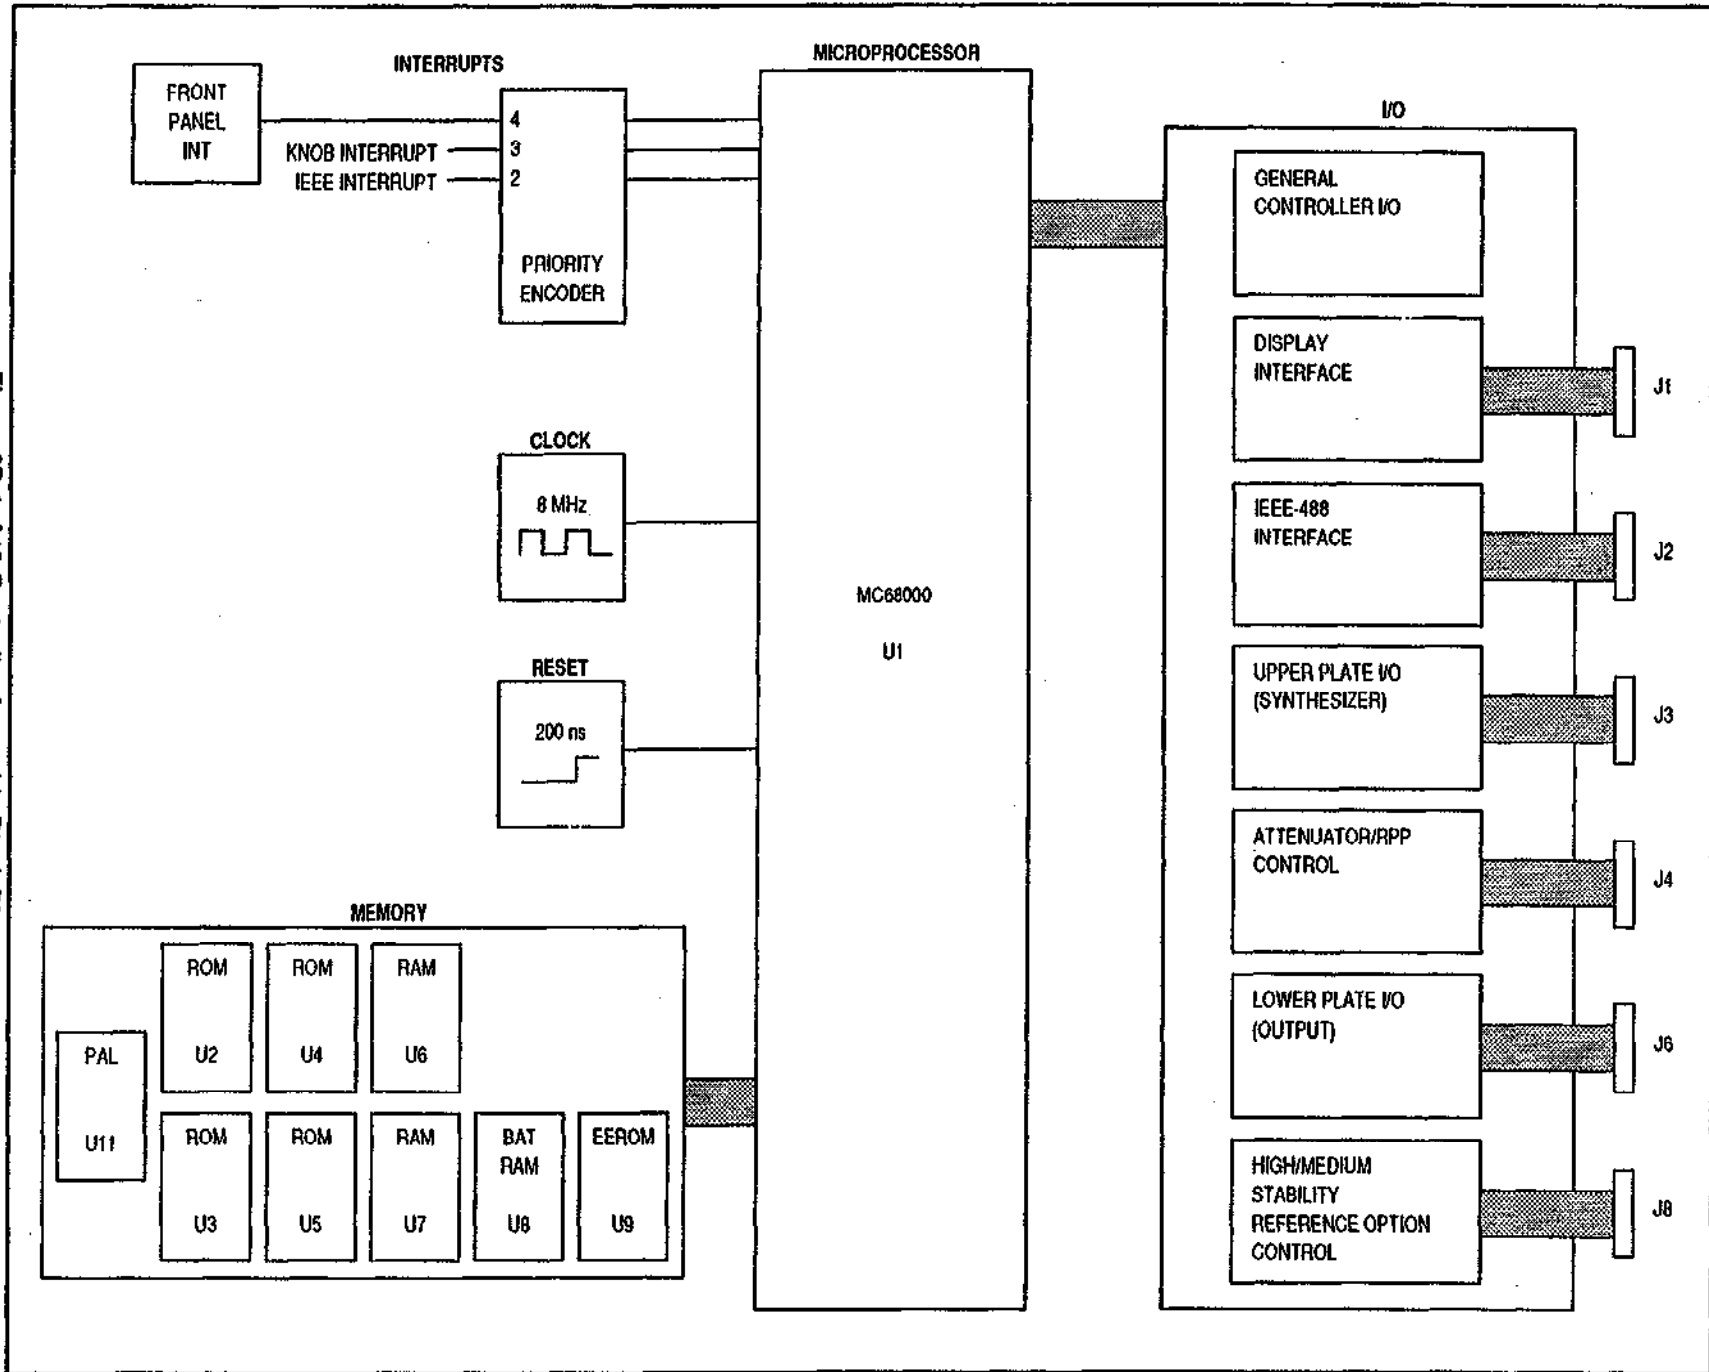 INTERRUPTS
FRONT
PANEL
INT
KNOB INTERRUPT
IEEE INTERRUPT
4
3
2
PRIORITY
ENCODER
CLOCK
8 MHz
RESET
200 ns
MICROPROCESSOR
MC68000
U1
MEMORY
PAL
U11
ROM
U2
ROM
U4
RAM
U6
ROM
U3
ROM
U5
RAM
U7
BAT
RAM
U8
EEROM
U9
I/O
GENERAL
CONTROLLER I/O
DISPLAY
INTERFACE
J1
IEEE-488
INTERFACE
J2
UPPER PLATE I/O
(SYNTHESIZER)
J3
ATTENUATOR/RPP
CONTROL
J4
LOWER PLATE I/O
(OUTPUT)
J6
HIGH/MEDIUM
STABILITY
REFERENCE OPTION
CONTROL
J8